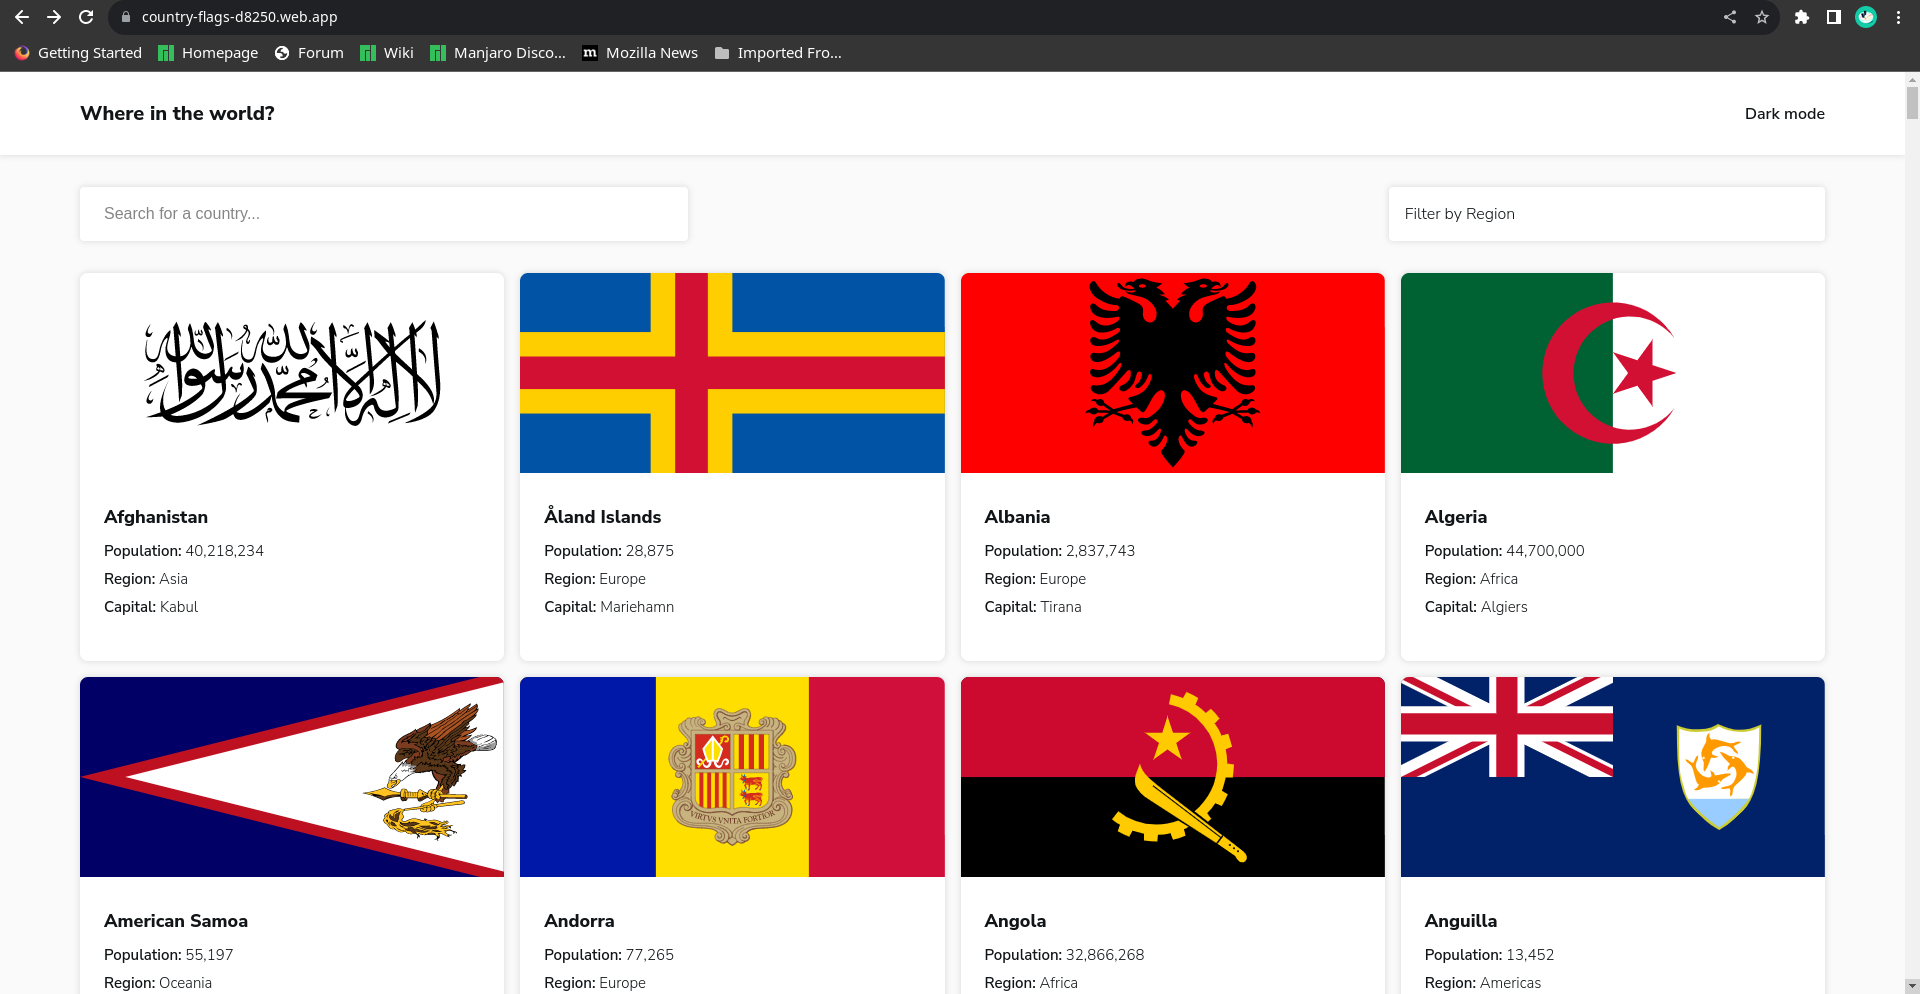 country-flags-d8250.web.app
Getting Started Homepage Forum Wiki Manjaro Disco... m Mozilla News Imported Fro...
Where in the world? Dark mode
Search for a country... Filter by Region
لا إله إلا الله محمد رسول الله
Afghanistan
Population: 40,218,234
Region: Asia
Capital: Kabul
Åland Islands
Population: 28,875
Region: Europe
Capital: Mariehamn
Albania
Population: 2,837,743
Region: Europe
Capital: Tirana
Algeria
Population: 44,700,000
Region: Africa
Capital: Algiers
American Samoa
Population: 55,197
Region: Oceania
VIRTVS VNITA FORTIOR
Andorra
Population: 77,265
Region: Europe
Angola
Population: 32,866,268
Region: Africa
Anguilla
Population: 13,452
Region: Americas